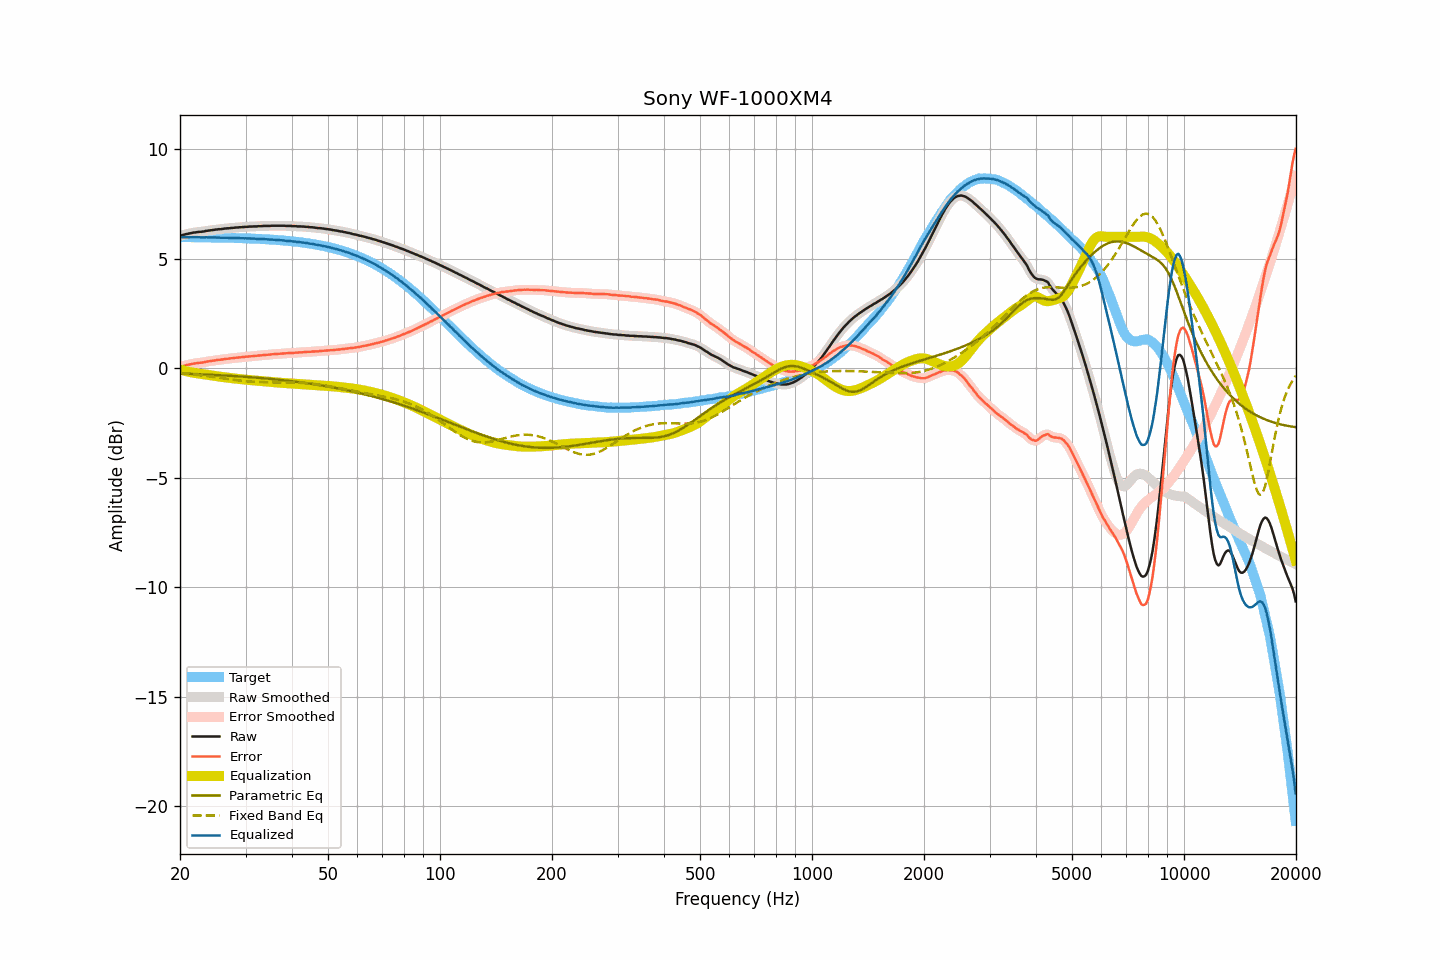 Sony WF-1000XM4
10
5
0
−5
−10
−15
−20
Amplitude (dBr)
Target
Raw Smoothed
Error Smoothed
Raw
Error
Equalization
Parametric Eq
Fixed Band Eq
Equalized
20 50 100 200 500 1000 2000 5000 10000 20000
Frequency (Hz)